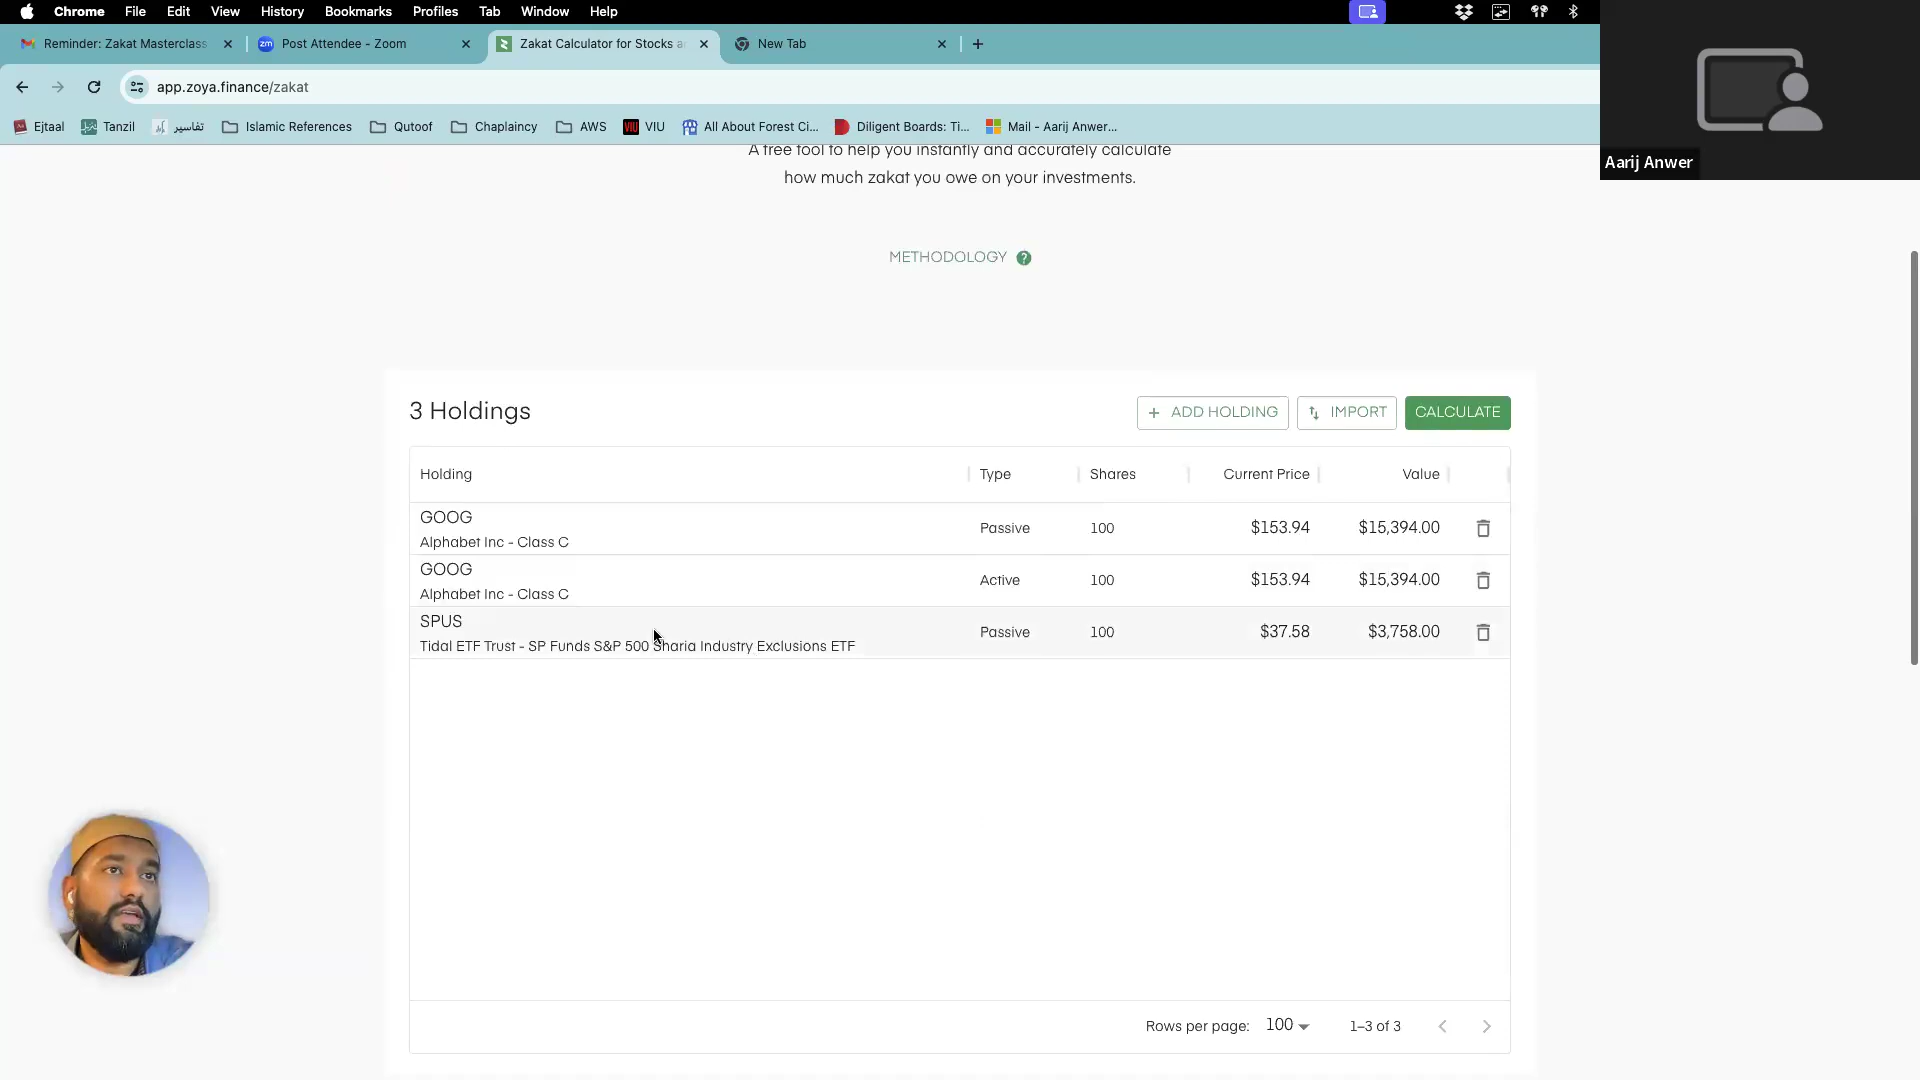 Chrome File Edit View History Bookmarks Profiles Tab Window Help
Reminder: Zakat Masterclass
zm Post Attendee - Zoom
Zakat Calculator for Stocks a
New Tab
app.zoya.finance/zakat
Ejtaal Tanzil تفاسير Islamic References Qutoof Chaplaincy AWS VIU VIU All About Forest Ci... Diligent Boards: Ti... Mail - Aarij Anwer...
Aarij Anwer
A free tool to help you instantly and accurately calculate
how much zakat you owe on your investments.
METHODOLOGY ?
3 Holdings
+ ADD HOLDING
IMPORT
CALCULATE
Holding Type Shares Current Price Value
GOOG
Alphabet Inc - Class C
Passive 100 $153.94 $15,394.00
GOOG
Alphabet Inc - Class C
Active 100 $153.94 $15,394.00
SPUS
Tidal ETF Trust - SP Funds S&P 500 Sharia Industry Exclusions ETF
Passive 100 $37.58 $3,758.00
Rows per page: 100 1–3 of 3